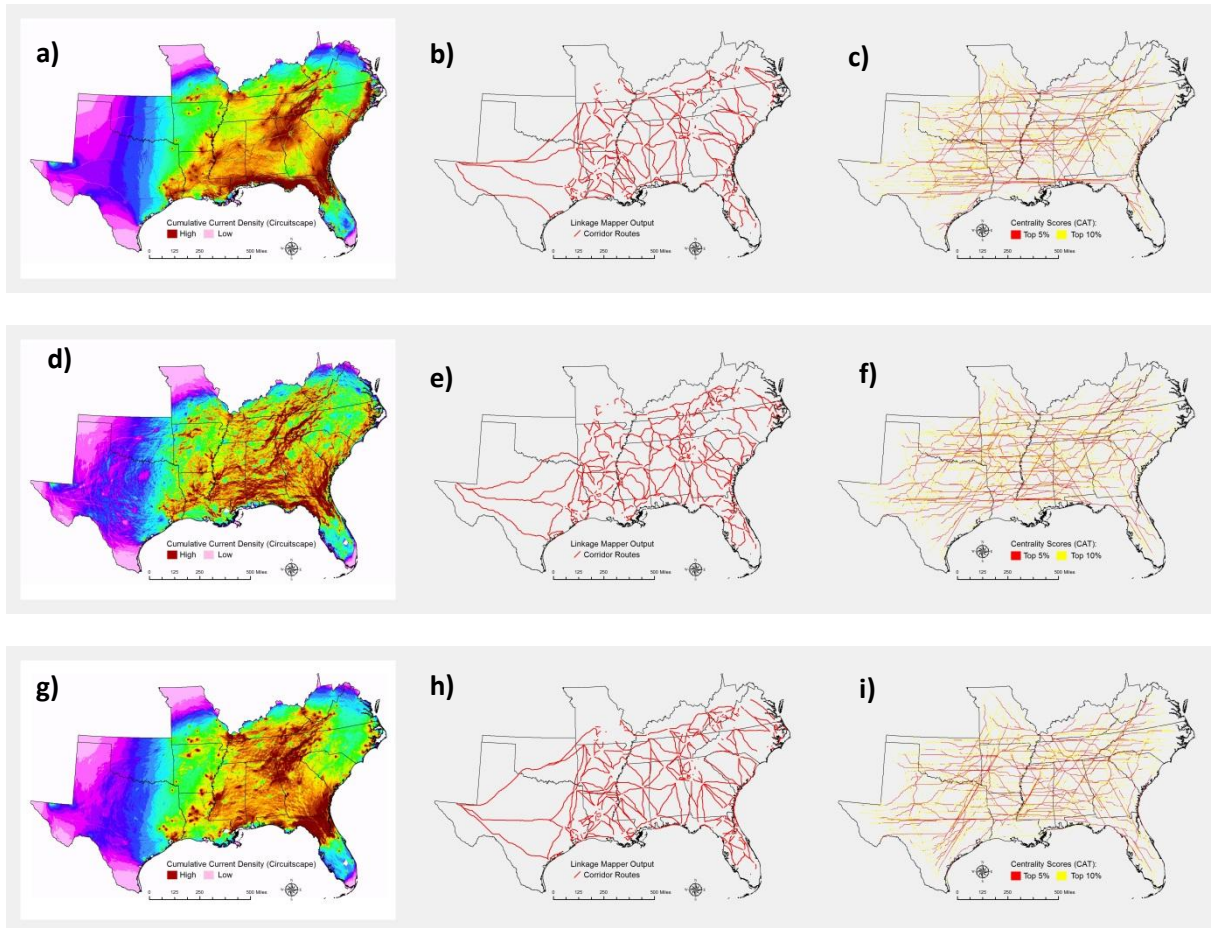 a)
Cumulative Current Density (Circuitscape)
High Low
0 125 250 500 Miles
b)
Linkage Mapper Output
Corridor Routes
0 125 250 500 Miles
c)
Centrality Scores (CAT):
Top 5% Top 10%
0 125 250 500 Miles
d)
Cumulative Current Density (Circuitscape)
High Low
0 125 250 500 Miles
e)
Linkage Mapper Output
Corridor Routes
0 125 250 500 Miles
f)
Centrality Scores (CAT):
Top 5% Top 10%
0 125 250 500 Miles
g)
Cumulative Current Density (Circuitscape)
High Low
0 125 250 500 Miles
h)
Linkage Mapper Output
Corridor Routes
0 125 250 500 Miles
i)
Centrality Scores (CAT):
Top 5% Top 10%
0 125 250 500 Miles